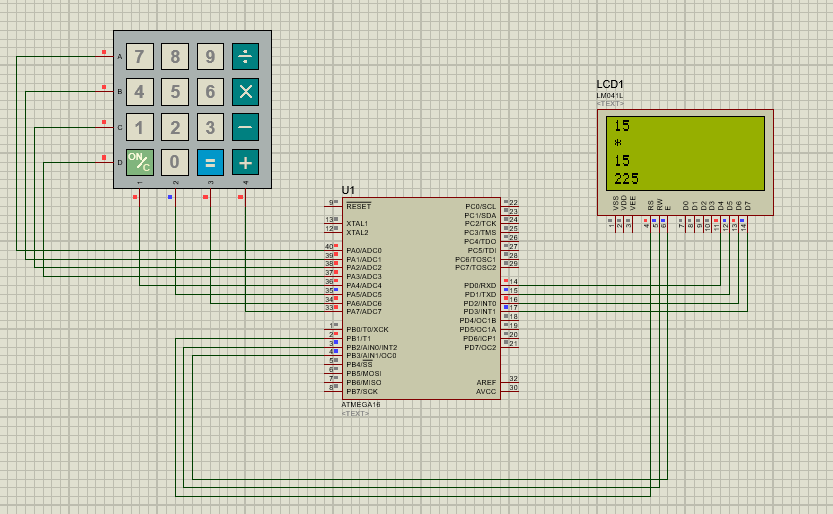 A 7 8 9 ÷
B 4 5 6 ×
C 1 2 3 −
D ON/C 0 = +
1 2 3 4
LCD1
LM041L
<TEXT>
15
*
15
225
VSS VDD VEE RS RW E D0 D1 D2 D3 D4 D5 D6 D7
1 2 3 4 5 6 7 8 9 10 11 12 13 14
U1
9 RESET PC0/SCL 22
PC1/SDA 23
13 XTAL1 PC2/TCK 24
12 XTAL2 PC3/TMS 25
PC4/TDO 26
40 PA0/ADC0 PC5/TDI 27
39 PA1/ADC1 PC6/TOSC1 28
38 PA2/ADC2 PC7/TOSC2 29
37 PA3/ADC3
36 PA4/ADC4 PD0/RXD 14
35 PA5/ADC5 PD1/TXD 15
34 PA6/ADC6 PD2/INT0 16
33 PA7/ADC7 PD3/INT1 17
PD4/OC1B 18
1 PB0/T0/XCK PD5/OC1A 19
2 PB1/T1 PD6/ICP1 20
3 PB2/AIN0/INT2 PD7/OC2 21
4 PB3/AIN1/OC0
5 PB4/SS
6 PB5/MOSI
7 PB6/MISO AREF 32
8 PB7/SCK AVCC 30
ATMEGA16
<TEXT>